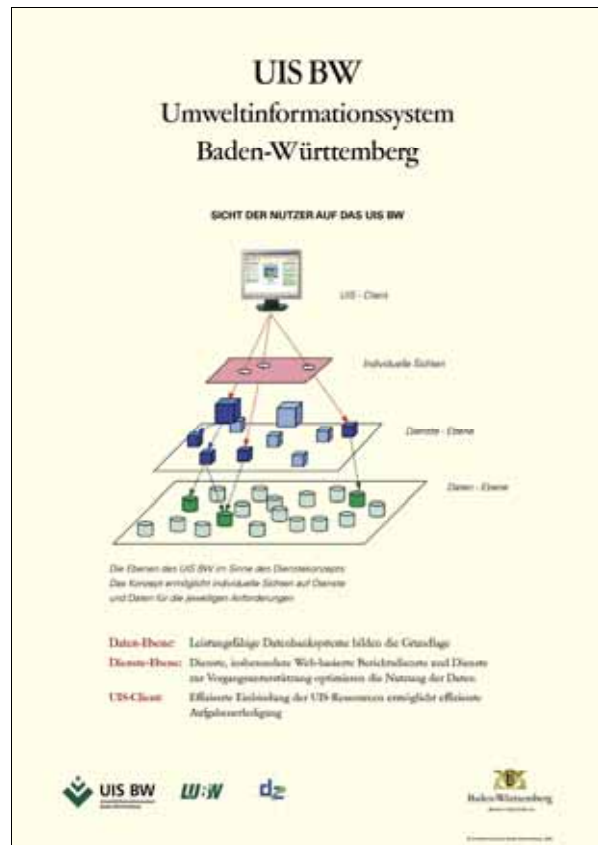 UIS BW
Umweltinformationssystem
Baden-Württemberg
SICHT DER NUTZER AUF DAS UIS BW
UIS - Client
Individuelle Sichten
Dienste - Ebene
Daten - Ebene
Die Ebenen des UIS BW im Sinne des Dienstekonzepts
Das Konzept ermöglicht individuelle Sichten auf Dienste
und Daten für die jeweiligen Anforderungen
Daten-Ebene: Leistungsfähige Datenbanksysteme bilden die Grundlage
Dienste-Ebene: Dienste, insbesondere Web-basierte Berichtsdienste und Dienste
zur Vorgangsunterstützung optimieren die Nutzung der Daten
UIS-Client: Effiziente Einbindung der UIS-Ressourcen ermöglicht effiziente
Aufgabenerledigung
UIS BW
LU:W
dz
Baden-Württemberg